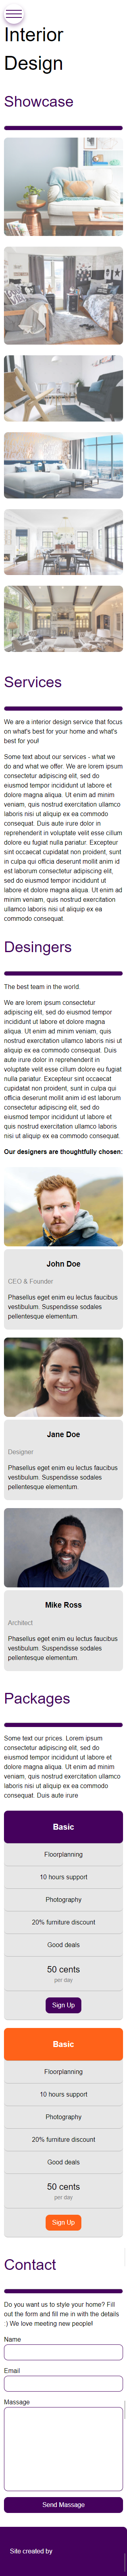 Interior
Design
Showcase
Services
We are a interior design service that focus
on what's best for your home and what's
best for you!
Some text about our services - what we
do and what we offer. We are lorem ipsum
consectetur adipiscing elit, sed do
eiusmod tempor incididunt ut labore et
dolore magna aliqua. Ut enim ad minim
veniam, quis nostrud exercitation ullamco
laboris nisi ut aliquip ex ea commodo
consequat. Duis aute irure dolor in
reprehenderit in voluptate velit esse cillum
dolore eu fugiat nulla pariatur. Excepteur
sint occaecat cupidatat non proident, sunt
in culpa qui officia deserunt mollit anim id
est laborum consectetur adipiscing elit,
sed do eiusmod tempor incididunt ut
labore et dolore magna aliqua. Ut enim ad
minim veniam, quis nostrud exercitation
ullamco laboris nisi ut aliquip ex ea
commodo consequat.
Desingers
The best team in the world.
We are lorem ipsum consectetur
adipiscing elit, sed do eiusmod tempor
incididunt ut labore et dolore magna
aliqua. Ut enim ad minim veniam, quis
nostrud exercitation ullamco laboris nisi ut
aliquip ex ea commodo consequat. Duis
aute irure dolor in reprehenderit in
voluptate velit esse cillum dolore eu fugiat
nulla pariatur. Excepteur sint occaecat
cupidatat non proident, sunt in culpa qui
officia deserunt mollit anim id est laborum
consectetur adipiscing elit, sed do
eiusmod tempor incididunt ut labore et
dolore magna aliqua. Ut enim ad minim
veniam, quis nostrud exercitation ullamco
laboris nisi ut aliquip ex ea commodo
consequat.
Our designers are thoughtfully chosen:
John Doe
CEO & Founder
Phasellus eget enim eu lectus faucibus
vestibulum. Suspendisse sodales
pellentesque elementum.
Jane Doe
Designer
Phasellus eget enim eu lectus faucibus
vestibulum. Suspendisse sodales
pellentesque elementum.
Mike Ross
Architect
Phasellus eget enim eu lectus faucibus
vestibulum. Suspendisse sodales
pellentesque elementum.
Packages
Some text our prices. Lorem ipsum
consectetur adipiscing elit, sed do
eiusmod tempor incididunt ut labore et
dolore magna aliqua. Ut enim ad minim
veniam, quis nostrud exercitation ullamco
laboris nisi ut aliquip ex ea commodo
consequat. Duis aute irure
Basic
Floorplanning
10 hours support
Photography
20% furniture discount
Good deals
50 cents
per day
Sign Up
Basic
Floorplanning
10 hours support
Photography
20% furniture discount
Good deals
50 cents
per day
Sign Up
Contact
Do you want us to style your home? Fill
out the form and fill me in with the details
:) We love meeting new people!
Name
Email
Massage
Send Massage
Site created by